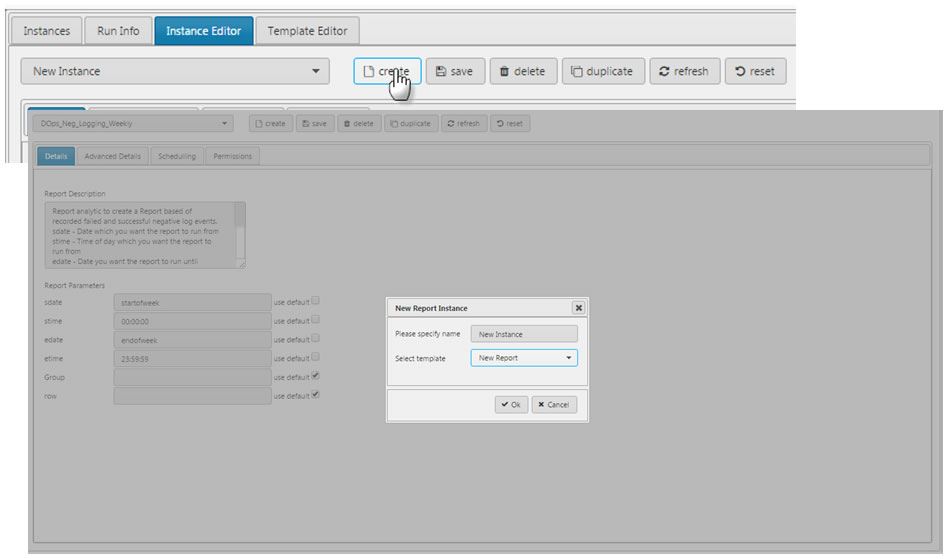 Instances Run Info Instance Editor Template Editor
New Instance create save delete duplicate refresh reset
DOps_Neg_Logging_Weekly create save delete duplicate refresh reset
Details Advanced Details Scheduling Permissions
Report Description
Report analytic to create a Report based of
recorded failed and successful negative log events.
sdate - Date which you want the report to run from
stime - Time of day which you want the report to
run from
edate - Date you want the report to run until
Report Parameters
sdate startofweek use default
stime 00:00:00 use default
edate endofweek use default
etime 23:59:59 use default
Group use default
row use default
New Report Instance
Please specify name New Instance
Select template New Report
Ok Cancel